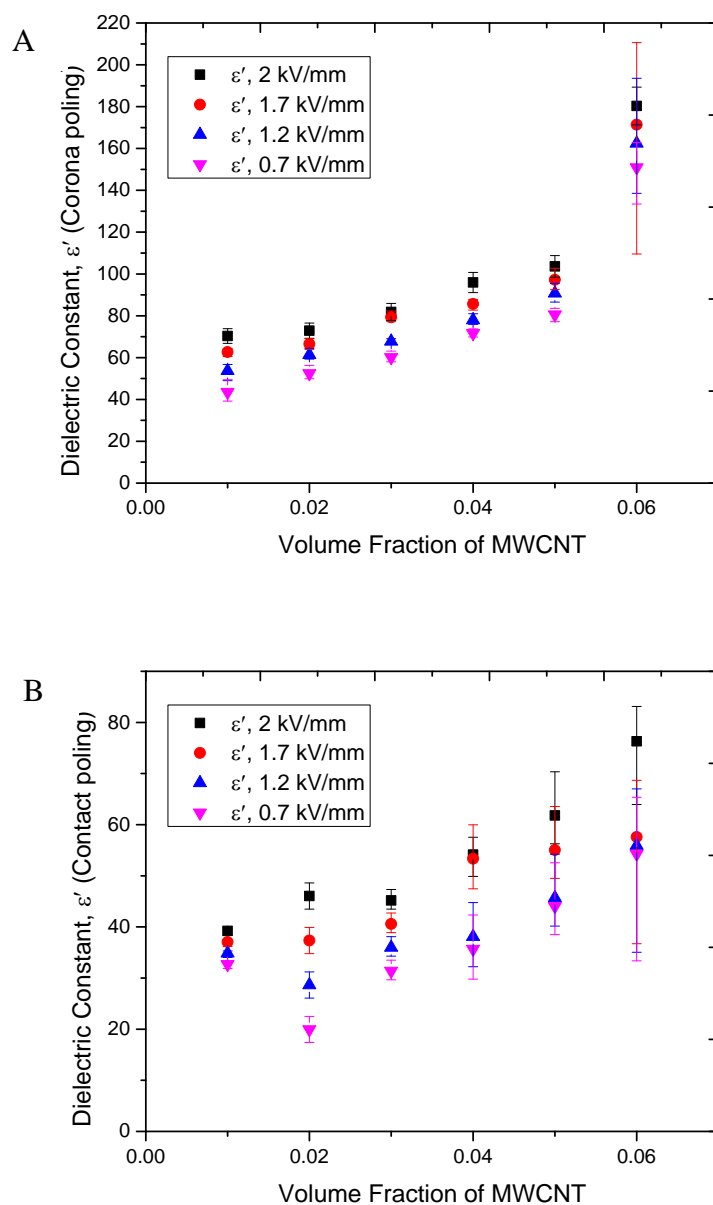 A
220
200
180
160
140
120
100
80
60
40
20
0
Dielectric Constant, ε′ (Corona poling)
ε′, 2 kV/mm
ε′, 1.7 kV/mm
ε′, 1.2 kV/mm
ε′, 0.7 kV/mm
0.00 0.02 0.04 0.06
Volume Fraction of MWCNT
B
80
60
40
20
0
Dielectric Constant, ε′ (Contact poling)
ε′, 2 kV/mm
ε′, 1.7 kV/mm
ε′, 1.2 kV/mm
ε′, 0.7 kV/mm
0.00 0.02 0.04 0.06
Volume Fraction of MWCNT